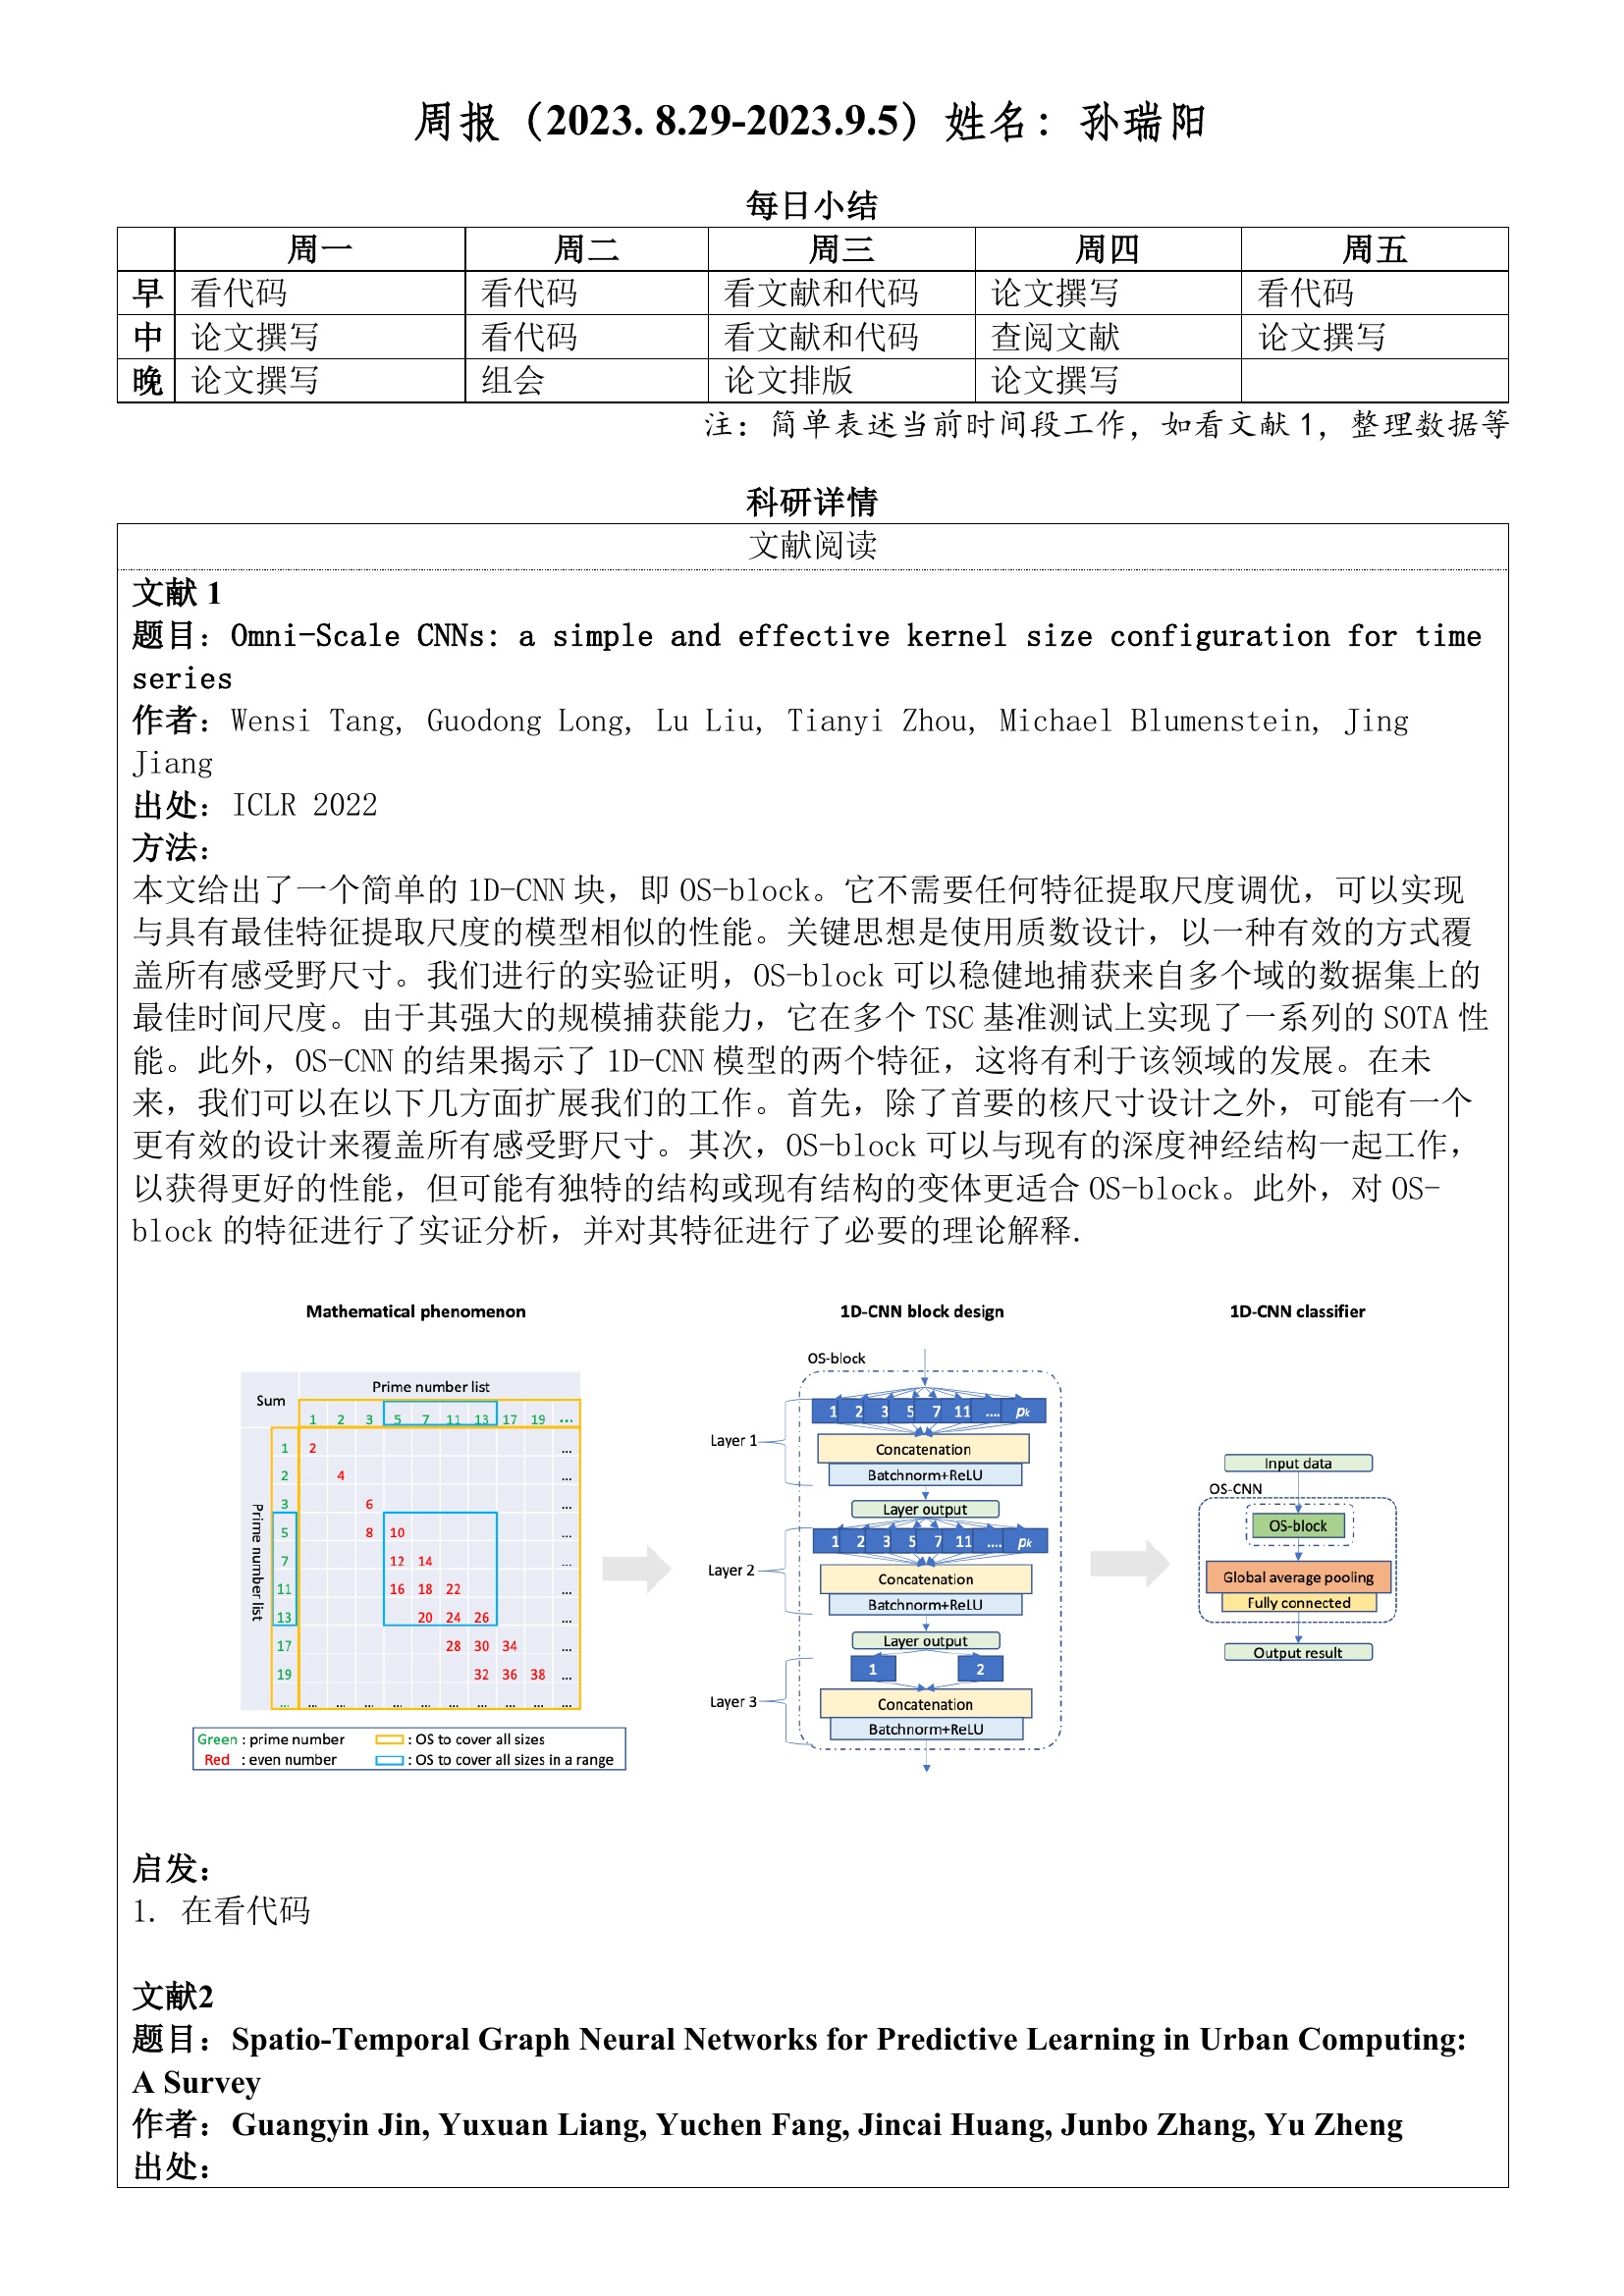 周报（2023. 8.29-2023.9.5）姓名：孙瑞阳
每日小结
周一 周二 周三 周四 周五
早 看代码 看代码 看文献和代码 论文撰写 看代码
中 论文撰写 看代码 看文献和代码 查阅文献 论文撰写
晚 论文撰写 组会 论文排版 论文撰写
注：简单表述当前时间段工作，如看文献 1，整理数据等
科研详情
文献阅读
文献 1
题目：Omni-Scale CNNs: a simple and effective kernel size configuration for time
series
作者：Wensi Tang, Guodong Long, Lu Liu, Tianyi Zhou, Michael Blumenstein, Jing
Jiang
出处：ICLR 2022
方法：
本文给出了一个简单的 1D-CNN 块，即 OS-block。它不需要任何特征提取尺度调优，可以实现
与具有最佳特征提取尺度的模型相似的性能。关键思想是使用质数设计，以一种有效的方式覆
盖所有感受野尺寸。我们进行的实验证明，OS-block 可以稳健地捕获来自多个域的数据集上的
最佳时间尺度。由于其强大的规模捕获能力，它在多个 TSC 基准测试上实现了一系列的 SOTA 性
能。此外，OS-CNN 的结果揭示了 1D-CNN 模型的两个特征，这将有利于该领域的发展。在未
来，我们可以在以下几方面扩展我们的工作。首先，除了首要的核尺寸设计之外，可能有一个
更有效的设计来覆盖所有感受野尺寸。其次，OS-block 可以与现有的深度神经结构一起工作，
以获得更好的性能，但可能有独特的结构或现有结构的变体更适合 OS-block。此外，对 OS-
block 的特征进行了实证分析，并对其特征进行了必要的理论解释.
Mathematical phenomenon
Sum
Prime number list
1 2 3 5 7 11 13 17 19 ...
Prime number list
1 2 ...
2 4 ...
3 6 ...
5 8 10 ...
7 12 14 ...
11 16 18 22 ...
13 20 24 26 ...
17 28 30 34 ...
19 32 36 38 ...
... ... ... ... ... ... ... ... ... ... ...
Green : prime number : OS to cover all sizes
Red : even number : OS to cover all sizes in a range
1D-CNN block design
OS-block
Layer 1
1 2 3 5 7 11 .... pk
Concatenation
Batchnorm+ReLU
Layer output
Layer 2
1 2 3 5 7 11 .... pk
Concatenation
Batchnorm+ReLU
Layer output
Layer 3
1 2
Concatenation
Batchnorm+ReLU
1D-CNN classifier
Input data
OS-CNN
OS-block
Global average pooling
Fully connected
Output result
启发：
1. 在看代码
文献2
题目：Spatio-Temporal Graph Neural Networks for Predictive Learning in Urban Computing:
A Survey
作者：Guangyin Jin, Yuxuan Liang, Yuchen Fang, Jincai Huang, Junbo Zhang, Yu Zheng
出处：